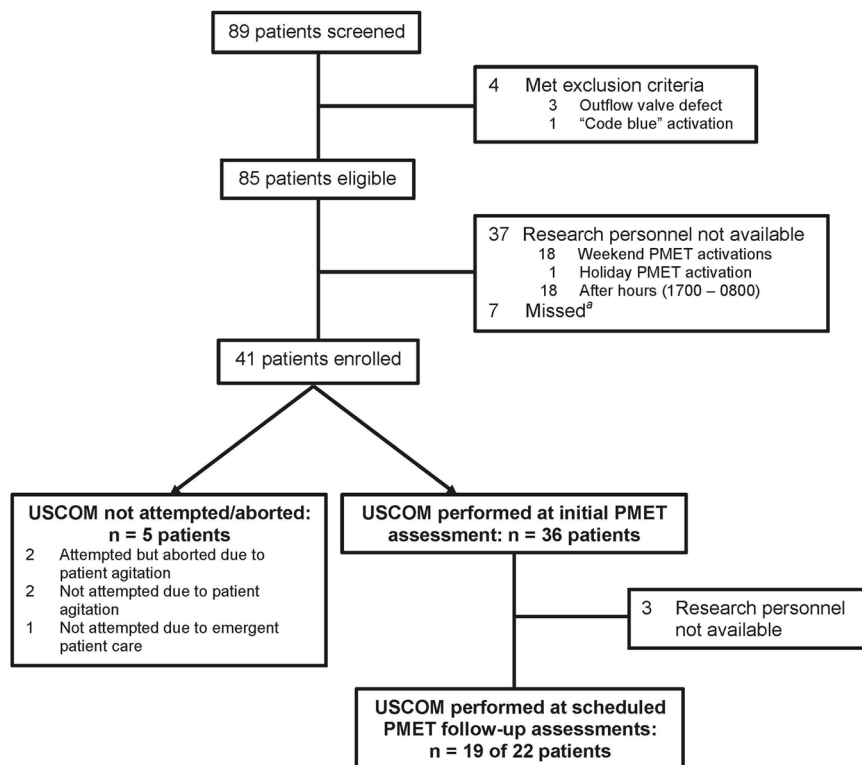 89 patients screened
4 Met exclusion criteria
3 Outflow valve defect
1 “Code blue” activation
85 patients eligible
37 Research personnel not available
18 Weekend PMET activations
1 Holiday PMET activation
18 After hours (1700 – 0800)
7 Missedᵃ
41 patients enrolled
USCOM not attempted/aborted:
n = 5 patients
2 Attempted but aborted due to
patient agitation
2 Not attempted due to patient
agitation
1 Not attempted due to emergent
patient care
USCOM performed at initial PMET
assessment: n = 36 patients
3 Research personnel
not available
USCOM performed at scheduled
PMET follow-up assessments:
n = 19 of 22 patients